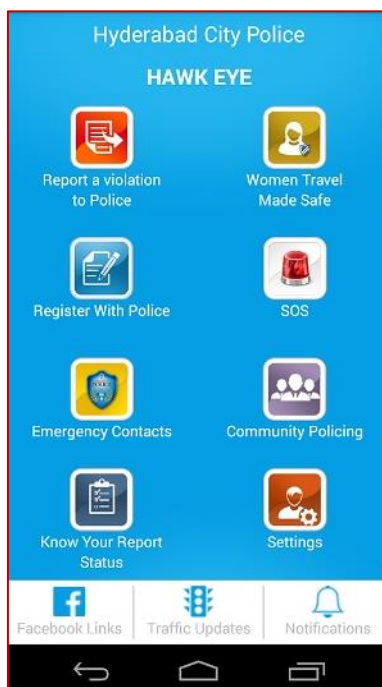 Hyderabad City Police
HAWK EYE
Report a violation
to Police
Women Travel
Made Safe
Register With Police
SOS
Emergency Contacts
Community Policing
Know Your Report
Status
Settings
Facebook Links
Traffic Updates
Notifications